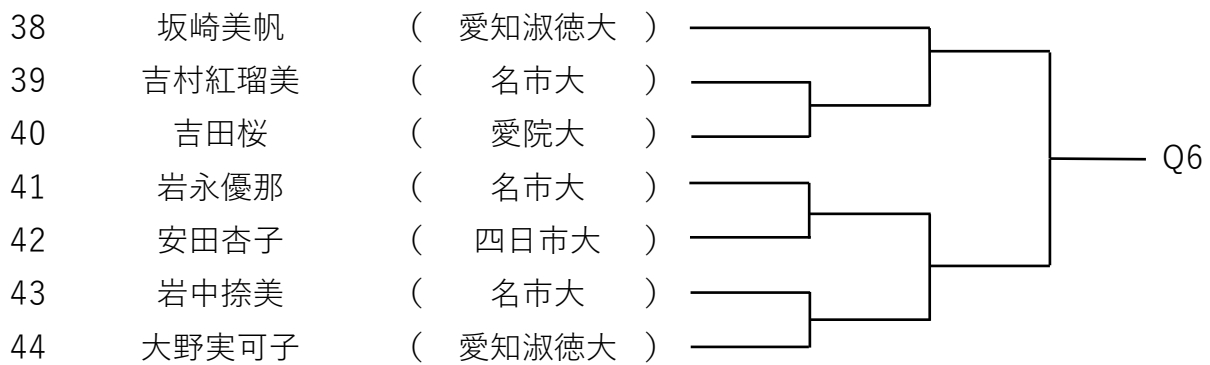 38 坂崎美帆 ( 愛知淑徳大 )
39 吉村紅瑠美 ( 名市大 )
40 吉田桜 ( 愛院大 )
41 岩永優那 ( 名市大 )
42 安田杏子 ( 四日市大 )
43 岩中捺美 ( 名市大 )
44 大野実可子 ( 愛知淑徳大 )
Q6